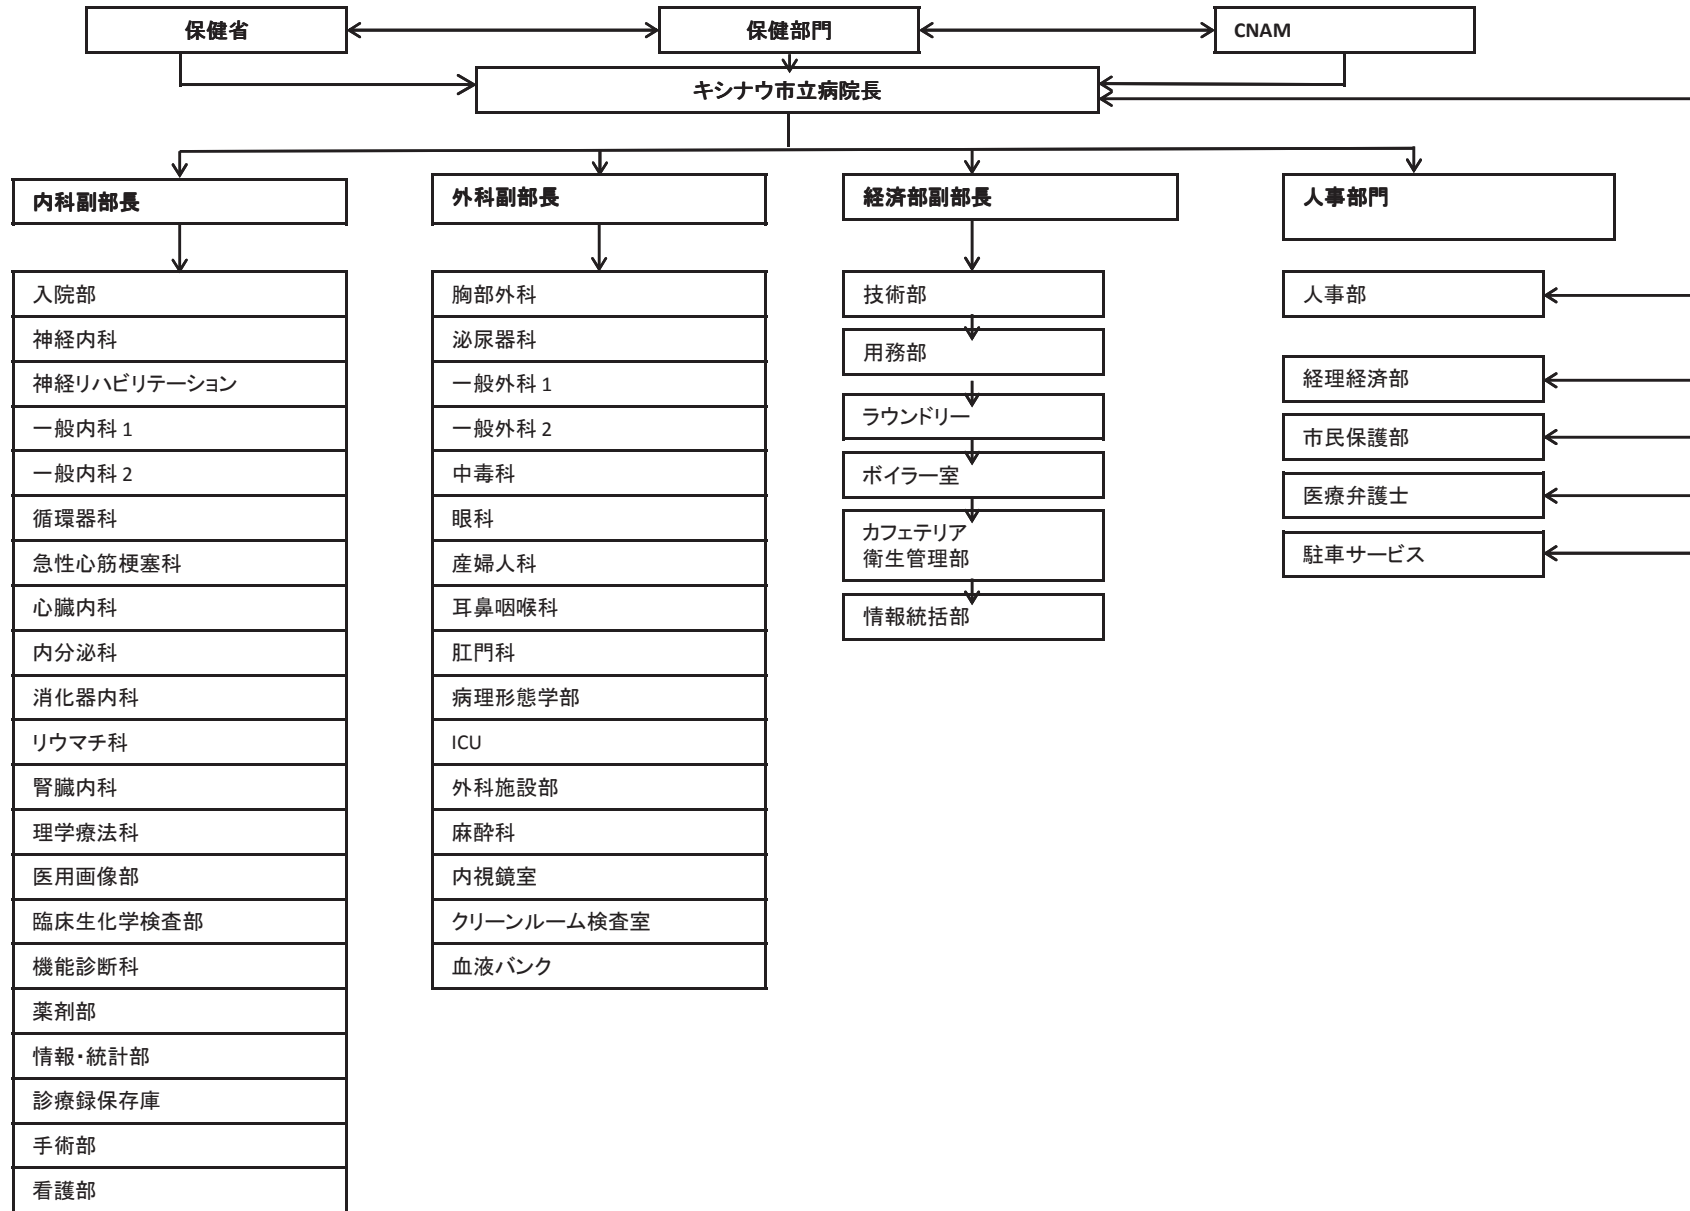 保健省
保健部門
CNAM
キシナウ市立病院長
内科副部長
外科副部長
経済部副部長
人事部門
入院部
神経内科
神経リハビリテーション
一般内科 1
一般内科 2
循環器科
急性心筋梗塞科
心臓内科
内分泌科
消化器内科
リウマチ科
腎臓内科
理学療法科
医用画像部
臨床生化学検査部
機能診断科
薬剤部
情報・統計部
診療録保存庫
手術部
看護部
胸部外科
泌尿器科
一般外科 1
一般外科 2
中毒科
眼科
産婦人科
耳鼻咽喉科
肛門科
病理形態学部
ICU
外科施設部
麻酔科
内視鏡室
クリーンルーム検査室
血液バンク
技術部
用務部
ラウンドリー
ボイラー室
カフェテリア
衛生管理部
情報統括部
人事部
経理経済部
市民保護部
医療弁護士
駐車サービス